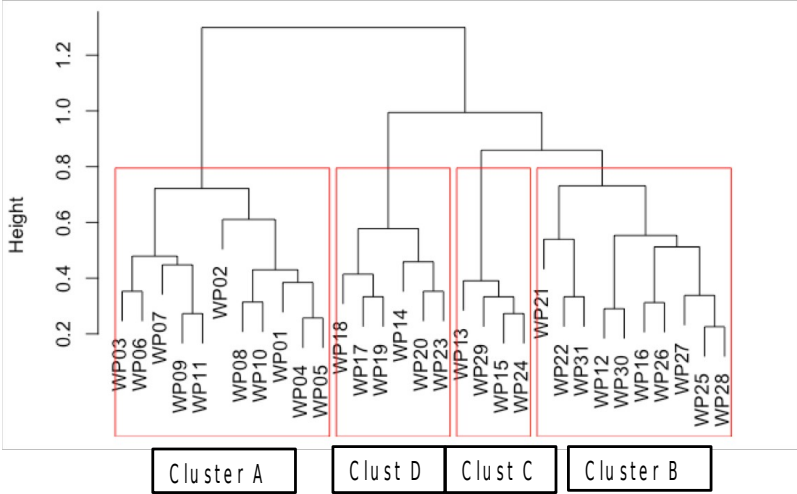 Height
1.2
1.0
0.8
0.6
0.4
0.2
WP03
WP06
WP07
WP09
WP11
WP02
WP08
WP10
WP01
WP04
WP05
WP18
WP17
WP19
WP14
WP20
WP23
WP13
WP29
WP15
WP24
WP21
WP22
WP31
WP12
WP30
WP16
WP26
WP27
WP25
WP28
Cluster A
Clust D
Clust C
Cluster B